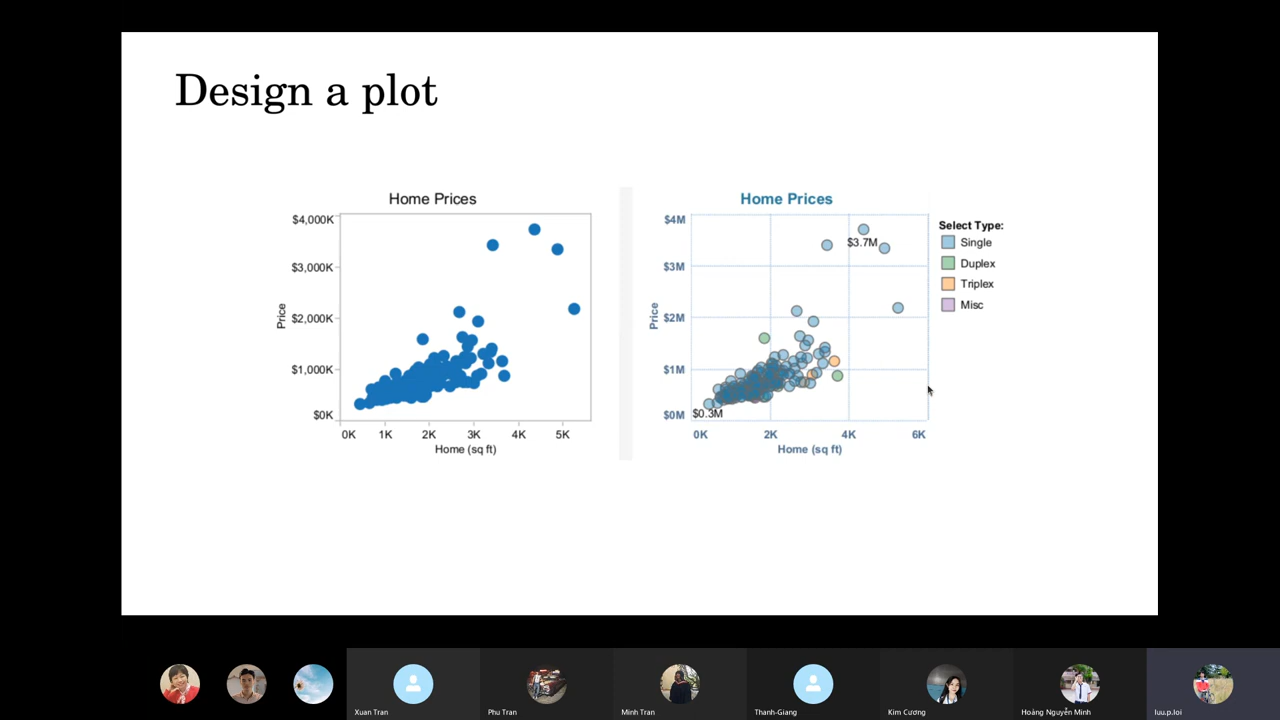 Design a plot
Home Prices
$4,000K
$3,000K
$2,000K
$1,000K
$0K
Price
0K 1K 2K 3K 4K 5K
Home (sq ft)
Home Prices
$4M
$3M
$2M
$1M
$0M
Price
$3.7M
$0.3M
0K 2K 4K 6K
Home (sq ft)
Select Type:
Single
Duplex
Triplex
Misc
Xuan Tran
Phu Tran
Minh Tran
Thanh-Giang
Kim Cương
Hoàng Nguyễn Minh
luu.p.loi